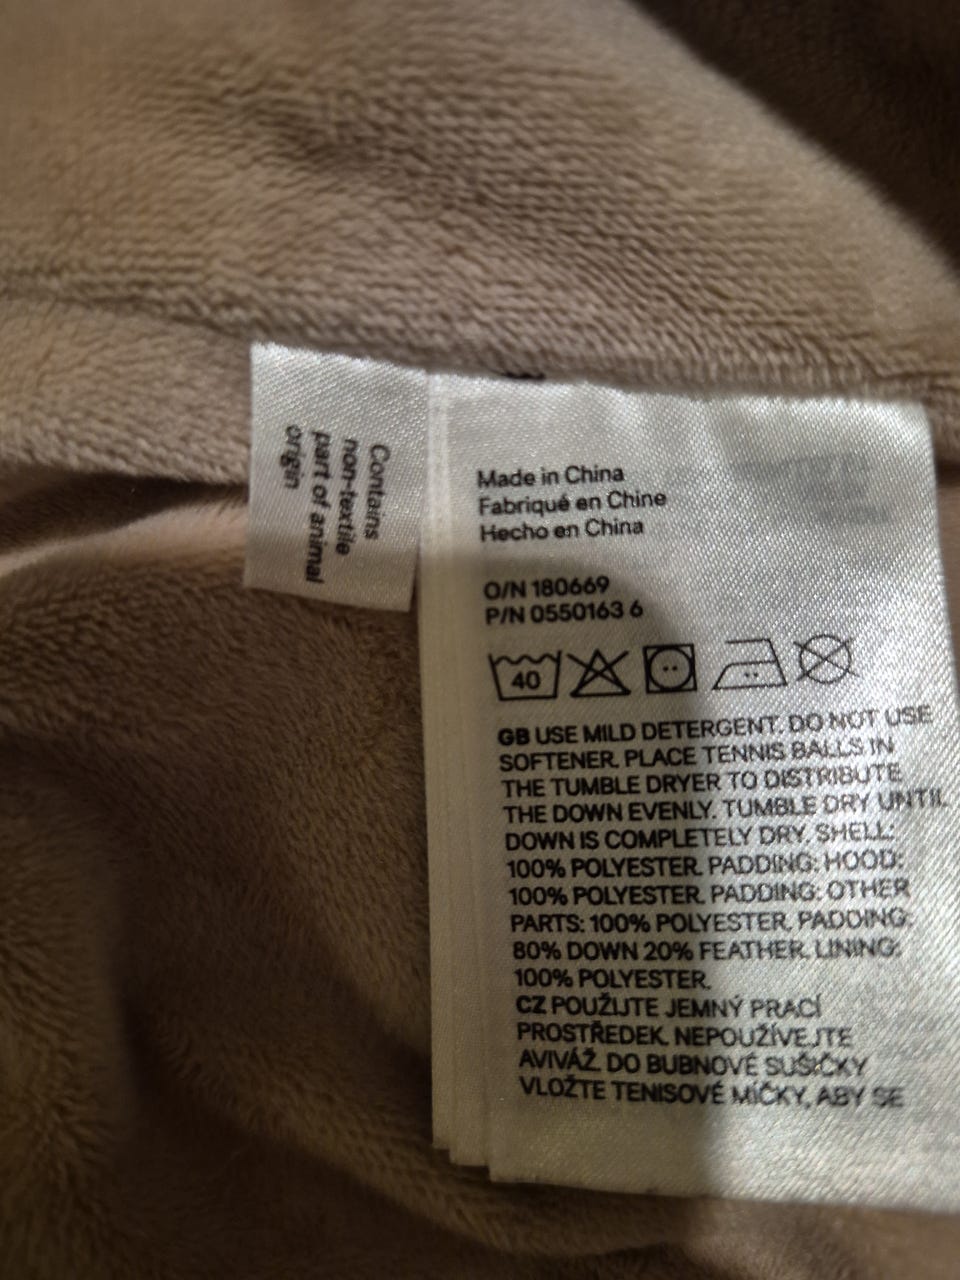 Contains
non-textile
part of animal
origin
Made in China
Fabriqué en Chine
Hecho en China
O/N 180669
P/N 0550163 6
40
GB USE MILD DETERGENT. DO NOT USE
SOFTENER. PLACE TENNIS BALLS IN
THE TUMBLE DRYER TO DISTRIBUTE
THE DOWN EVENLY. TUMBLE DRY UNTIL
DOWN IS COMPLETELY DRY. SHELL:
100% POLYESTER. PADDING: HOOD:
100% POLYESTER. PADDING: OTHER
PARTS: 100% POLYESTER. PADDING:
80% DOWN 20% FEATHER. LINING:
100% POLYESTER.
CZ POUŽIJTE JEMNÝ PRACÍ
PROSTŘEDEK. NEPOUŽÍVEJTE
AVIVÁŽ. DO BUBNOVÉ SUŠIČKY
VLOŽTE TENISOVÉ MÍČKY, ABY SE